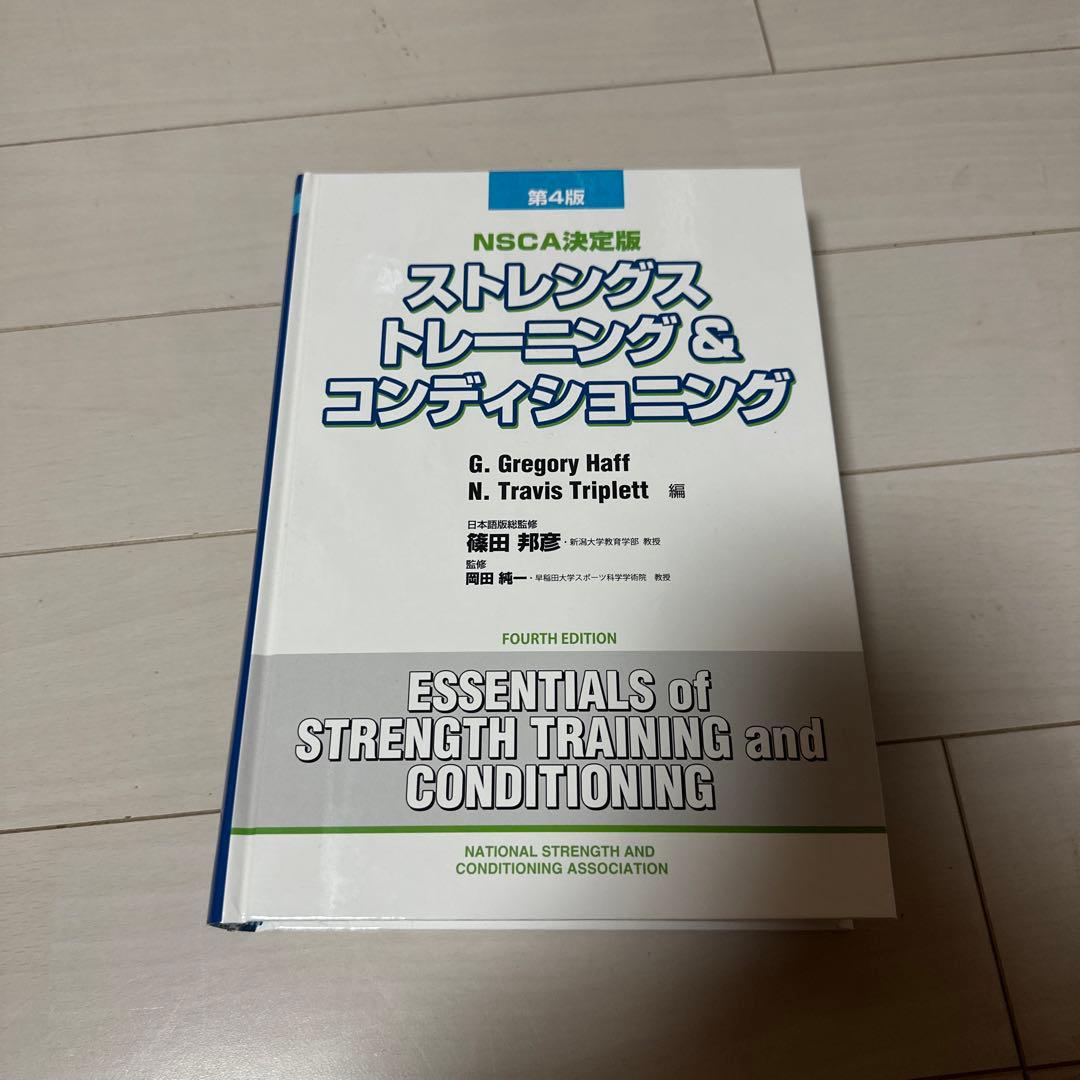 第4版
NSCA決定版
ストレングス
トレーニング&
コンディショニング
G. Gregory Haff
N. Travis Triplett 編
日本語版総監修
篠田 邦彦・新潟大学教育学部 教授
監修
岡田 純一・早稲田大学スポーツ科学学術院 教授
FOURTH EDITION
ESSENTIALS of
STRENGTH TRAINING and
CONDITIONING
NATIONAL STRENGTH AND
CONDITIONING ASSOCIATION